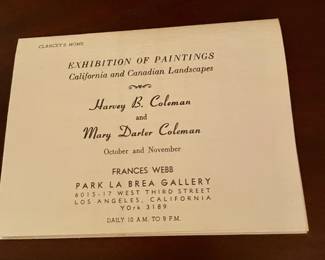 CLANCEY'S HOME
EXHIBITION OF PAINTINGS
California and Canadian Landscapes
Harvey B. Coleman
and
Mary Darter Coleman
October and November
FRANCES WEBB
PARK LA BREA GALLERY
6015-17 WEST THIRD STREET
LOS ANGELES, CALIFORNIA
YOrk 3189
DAILY 10 A.M. TO 9 P.M.